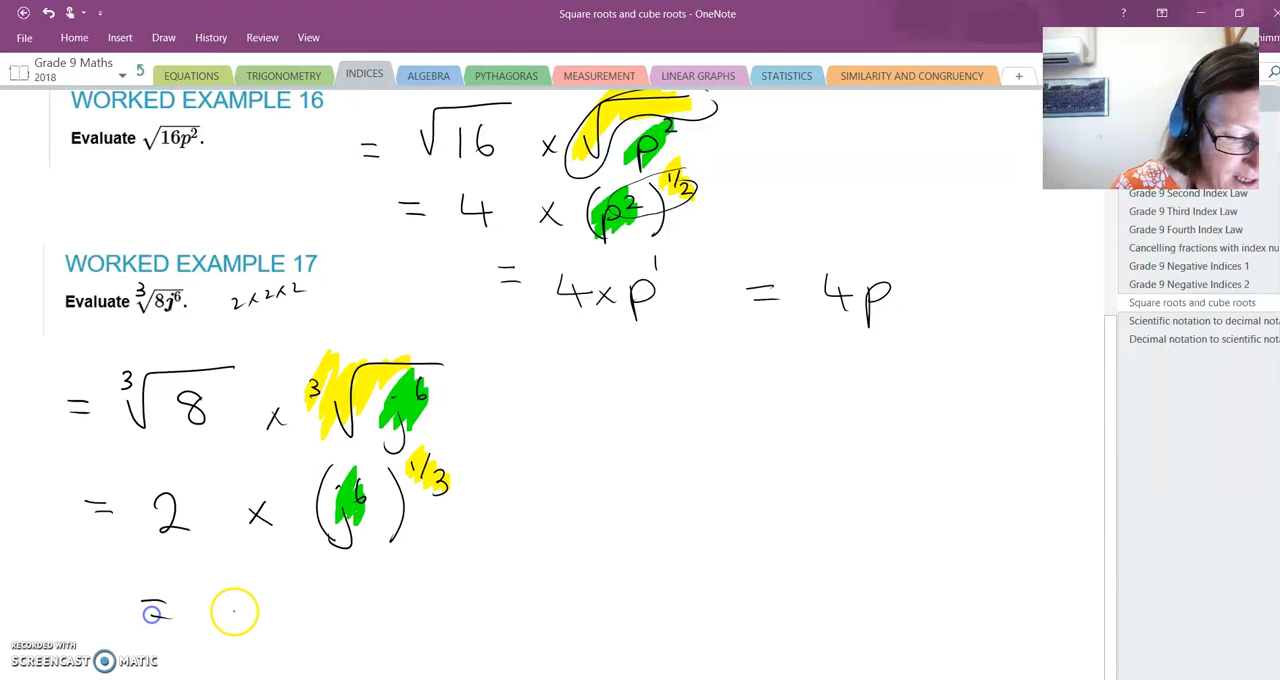 Square roots and cube roots - OneNote
?
File Home Insert Draw History Review View
Grade 9 Maths
2018
EQUATIONS TRIGONOMETRY INDICES ALGEBRA PYTHAGORAS MEASUREMENT LINEAR GRAPHS STATISTICS SIMILARITY AND CONGRUENCY +
WORKED EXAMPLE 16
Evaluate √16p².
= √16 × √p²
= 4 × (p²)^1/2
= 4×p¹ = 4p
WORKED EXAMPLE 17
Evaluate ³√8j⁶. 2×2×2
= ³√8 × ³√j⁶
= 2 × (j⁶)^1/3
=
Grade 9 Second Index Law
Grade 9 Third Index Law
Grade 9 Fourth Index Law
Cancelling fractions with index nu
Grade 9 Negative Indices 1
Grade 9 Negative Indices 2
Square roots and cube roots
Scientific notation to decimal nota
Decimal notation to scientific nota
RECORDED WITH
SCREENCAST MATIC